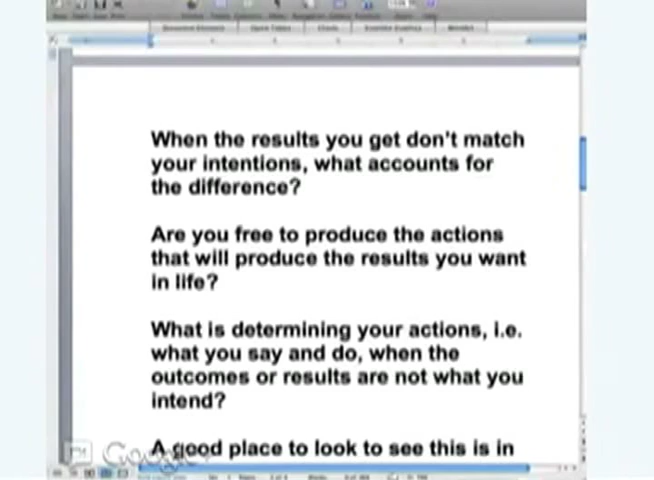 When the results you get don't match
your intentions, what accounts for
the difference?
Are you free to produce the actions
that will produce the results you want
in life?
What is determining your actions, i.e.
what you say and do, when the
outcomes or results are not what you
intend?
A good place to look to see this is in
Google